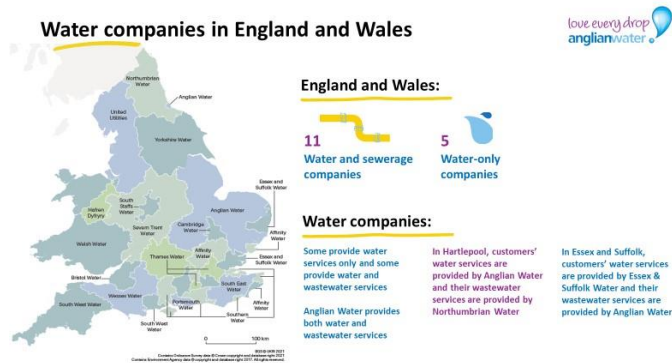 Water companies in England and Wales
love every drop
anglianwater
Northumbrian
Water
Anglian Water
United
Utilities
Yorkshire Water
Essex and
Suffolk Water
Hafren
Dyfrdwy
South
Staffs
Water
Cambridge
Water
Anglian Water
Severn Trent
Water
Affinity
Water
Welsh Water
Thames Water
Affinity
Water
Essex and
Suffolk Water
Bristol Water
South East
Water
Wessex Water
Affinity
Water
Portsmouth
Water
South West Water
Southern
Water
South West
Water
0 100 km
England and Wales:
11
Water and sewerage
companies
5
Water-only
companies
Water companies:
Some provide water
services only and some
provide water and
wastewater services
Anglian Water provides
both water and
wastewater services
In Hartlepool, customers’
water services are
provided by Anglian Water
and their wastewater
services are provided by
Northumbrian Water
In Essex and Suffolk,
customers’ water services
are provided by Essex &
Suffolk Water and their
wastewater services are
provided by Anglian Water